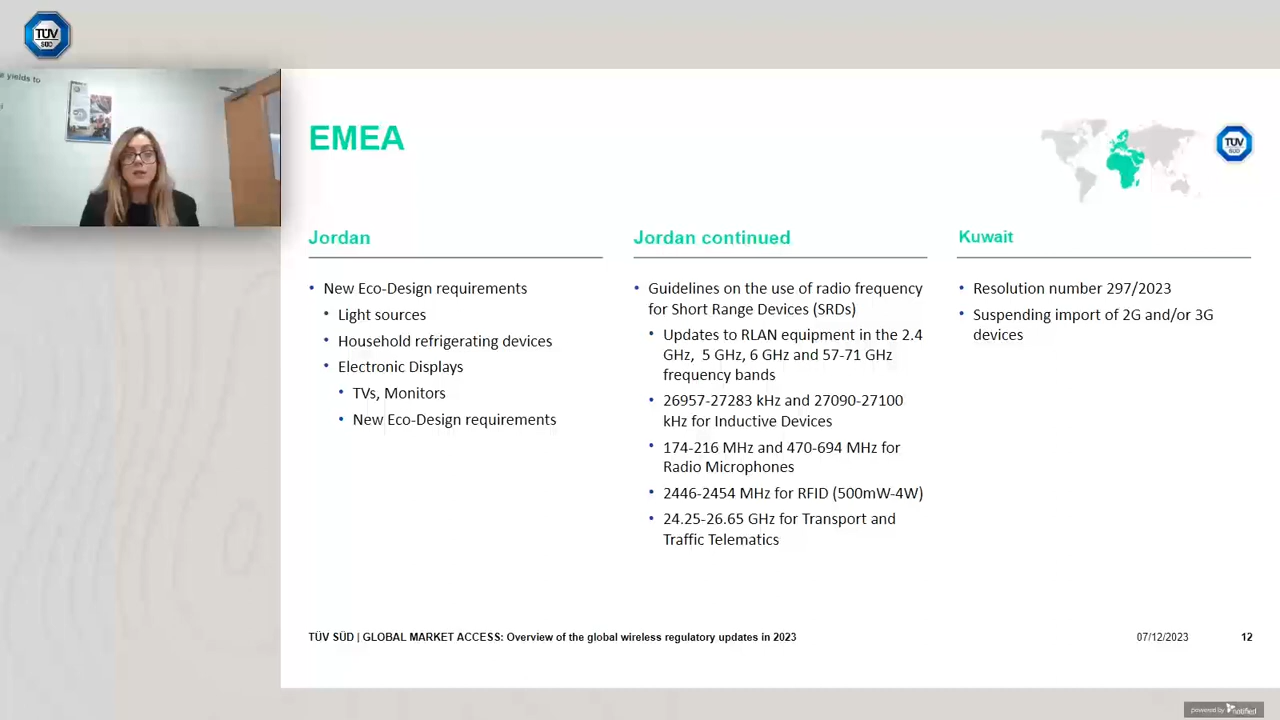 TÜV
SÜD
yields to
EMEA
TÜV
SÜD
Jordan
• New Eco-Design requirements
• Light sources
• Household refrigerating devices
• Electronic Displays
• TVs, Monitors
• New Eco-Design requirements
Jordan continued
• Guidelines on the use of radio frequency
for Short Range Devices (SRDs)
• Updates to RLAN equipment in the 2.4
GHz, 5 GHz, 6 GHz and 57-71 GHz
frequency bands
• 26957-27283 kHz and 27090-27100
kHz for Inductive Devices
• 174-216 MHz and 470-694 MHz for
Radio Microphones
• 2446-2454 MHz for RFID (500mW-4W)
• 24.25-26.65 GHz for Transport and
Traffic Telematics
Kuwait
• Resolution number 297/2023
• Suspending import of 2G and/or 3G
devices
TÜV SÜD | GLOBAL MARKET ACCESS: Overview of the global wireless regulatory updates in 2023
07/12/2023
12
powered by notified